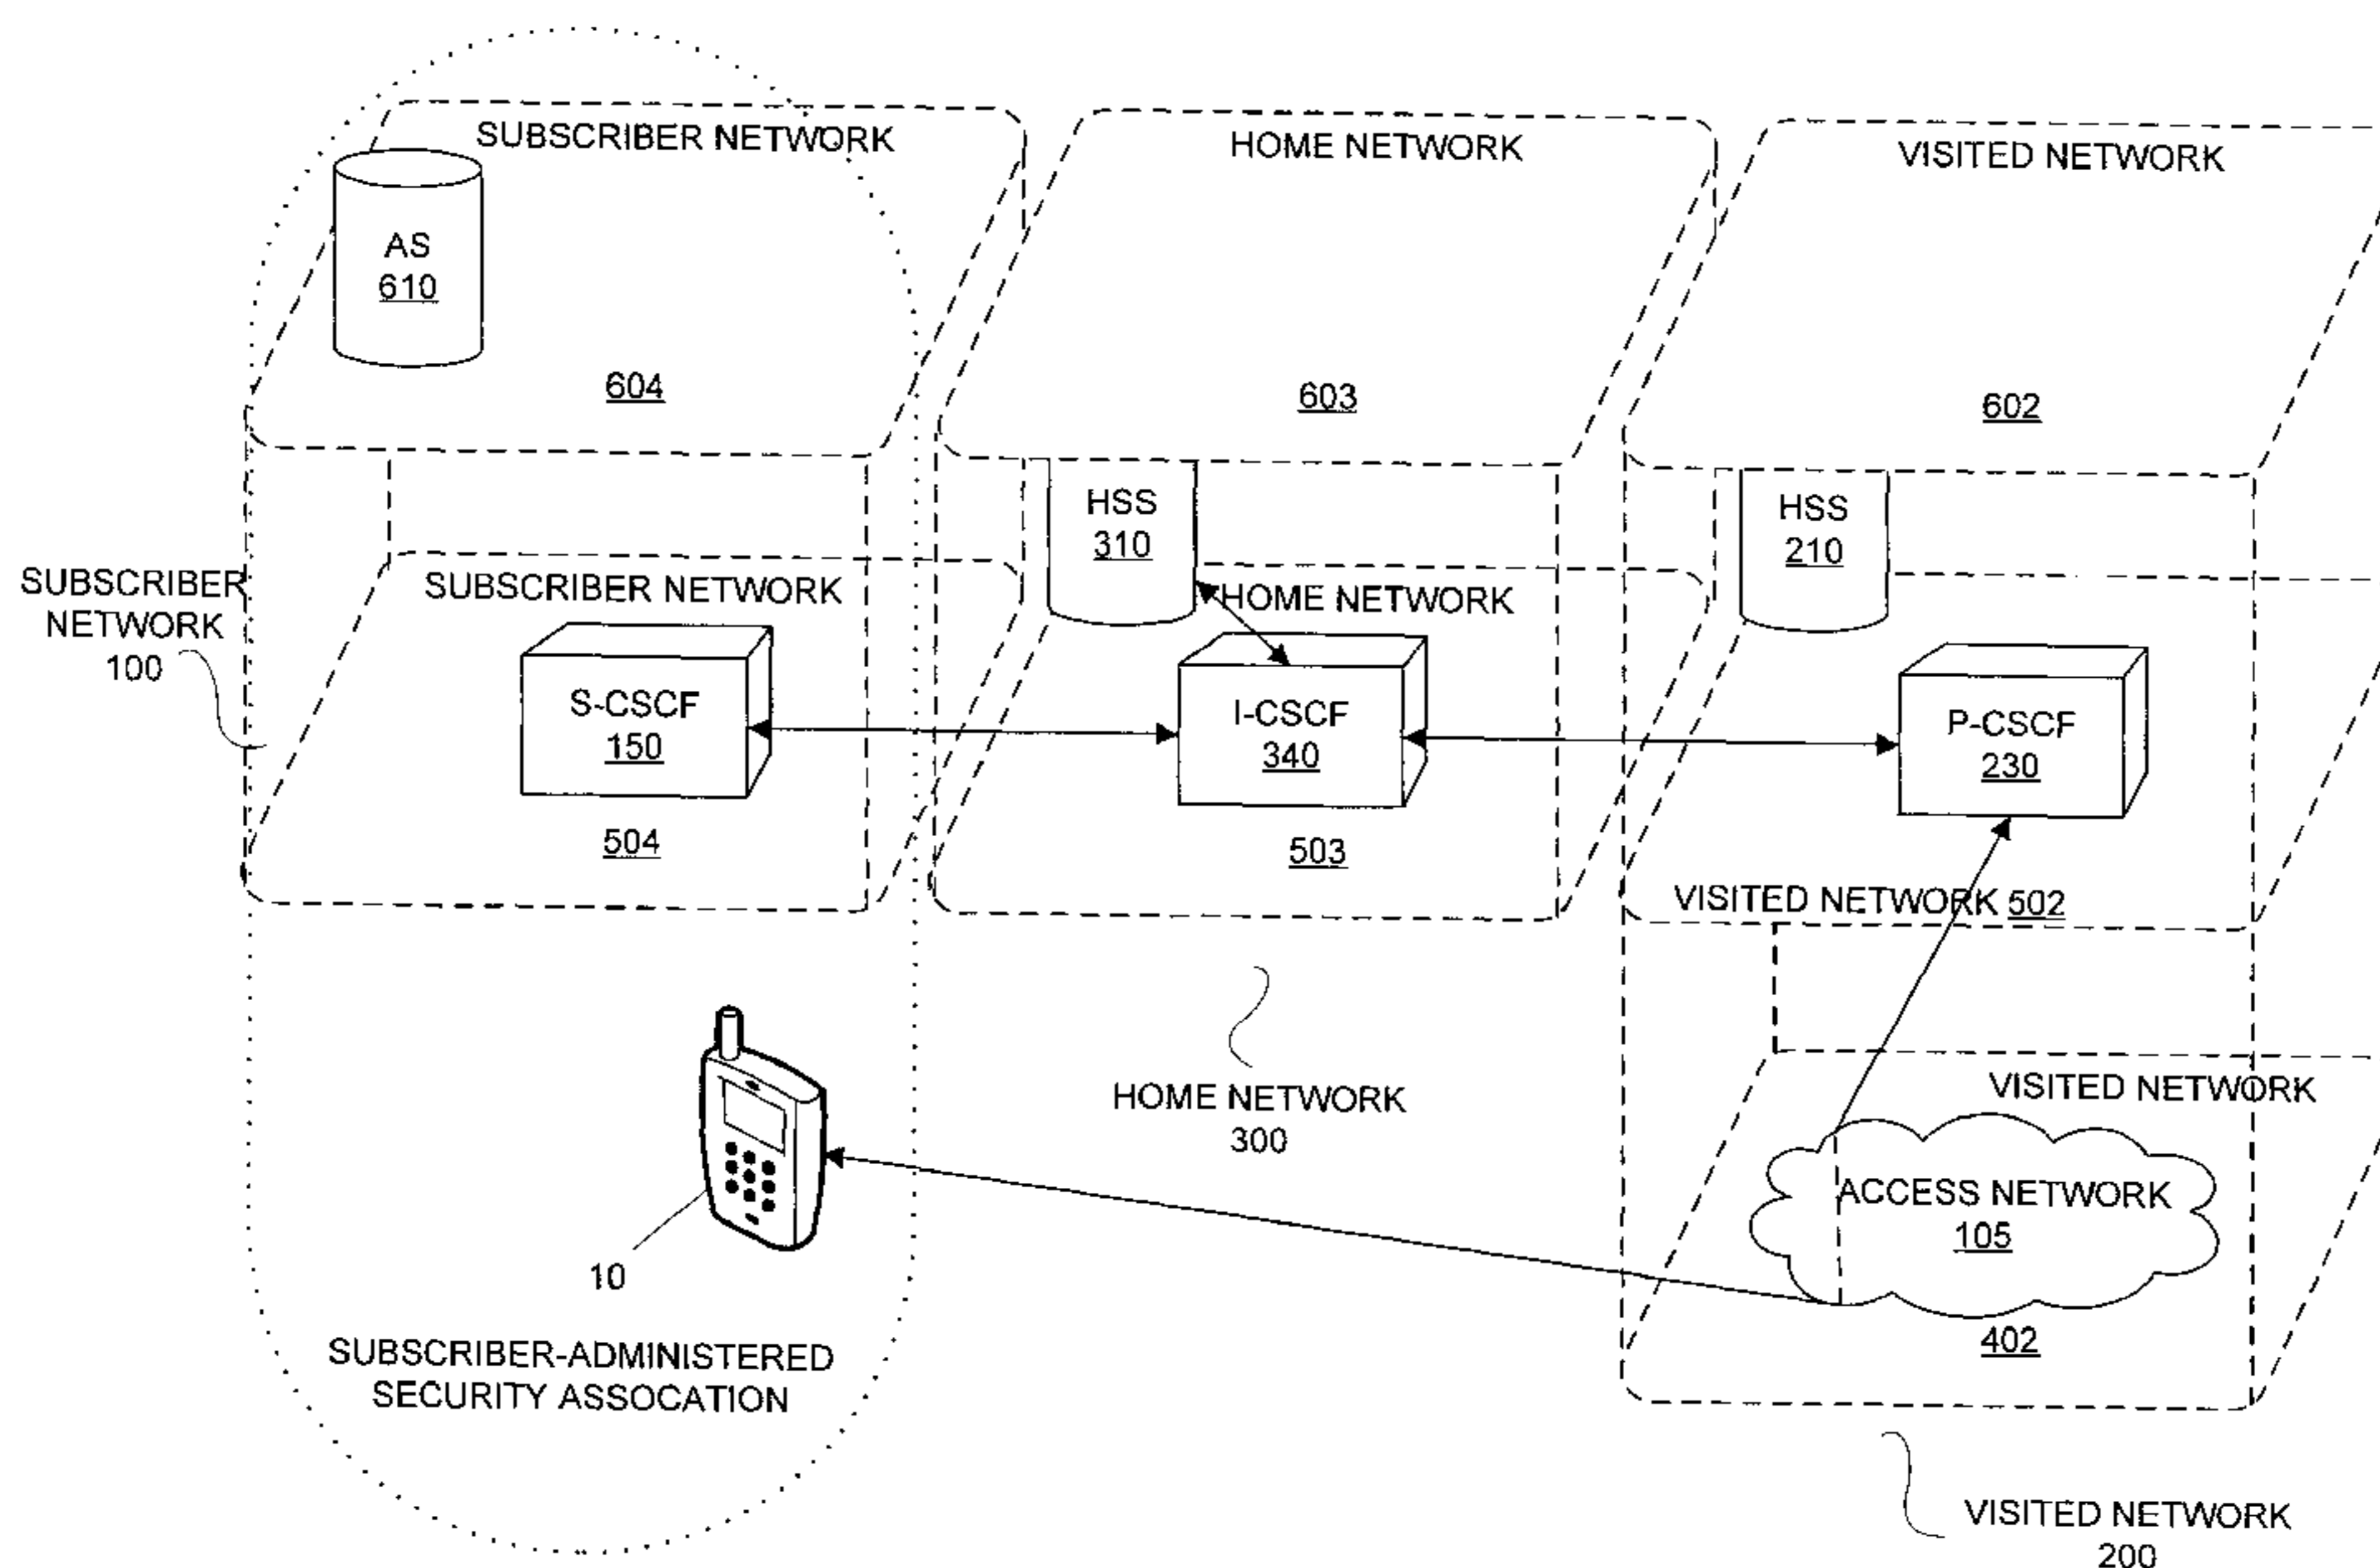 SUBSCRIBER NETWORK
HOME NETWORK
VISITED NETWORK
AS
610
604
603
602
HSS
310
HSS
210
SUBSCRIBER
NETWORK
100
SUBSCRIBER NETWORK
HOME NETWORK
S-CSCF
150
I-CSCF
340
P-CSCF
230
504
503
VISITED NETWORK 502
HOME NETWORK
300
VISITED NETWORK
ACCESS NETWORK
105
10
402
SUBSCRIBER-ADMINISTERED
SECURITY ASSOCATION
VISITED NETWORK
200